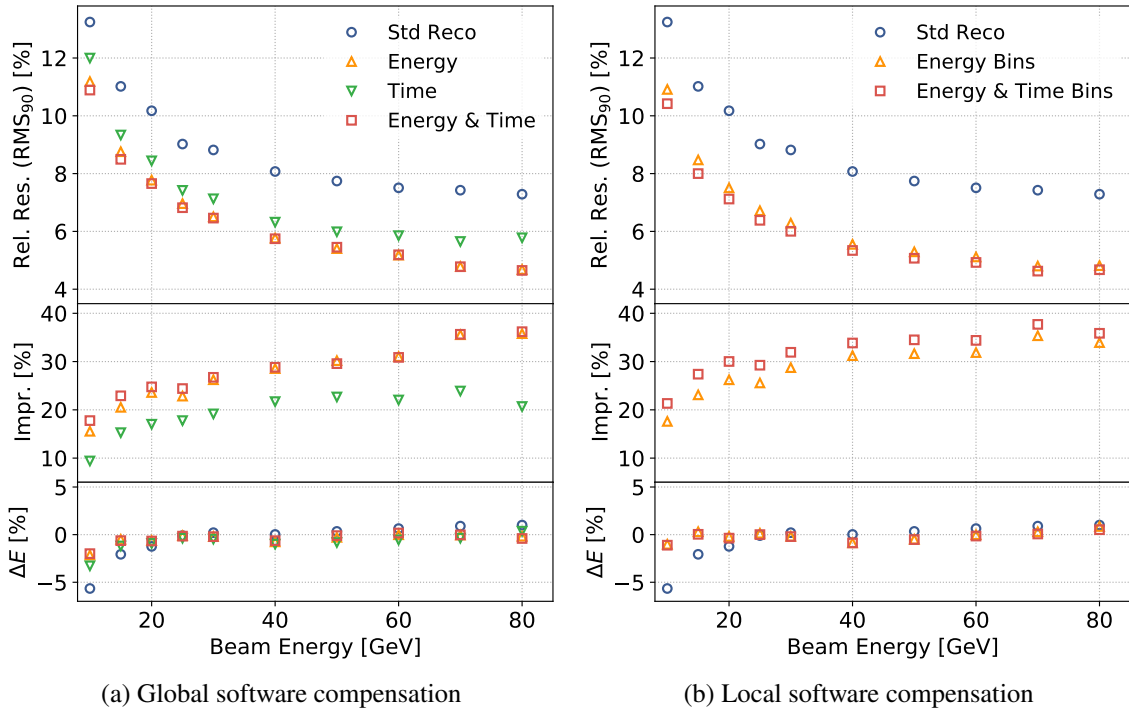 Rel. Res. (RMS₉₀) [%]
12
10
8
6
4
Std Reco
Energy
Time
Energy & Time
Impr. [%]
40
30
20
10
ΔE [%]
5
0
−5
20
40
60
80
Beam Energy [GeV]
(a) Global software compensation
Rel. Res. (RMS₉₀) [%]
12
10
8
6
4
Std Reco
Energy Bins
Energy & Time Bins
Impr. [%]
40
30
20
10
ΔE [%]
5
0
−5
20
40
60
80
Beam Energy [GeV]
(b) Local software compensation